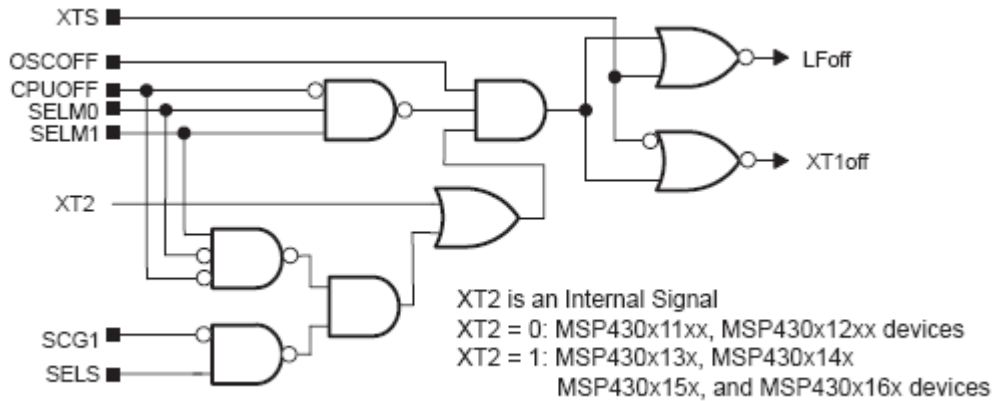 XTS
OSCOFF
CPUOFF
SELM0
SELM1
XT2
SCG1
SELS
LFoff
XT1off
XT2 is an Internal Signal
XT2 = 0: MSP430x11xx, MSP430x12xx devices
XT2 = 1: MSP430x13x, MSP430x14x
MSP430x15x, and MSP430x16x devices